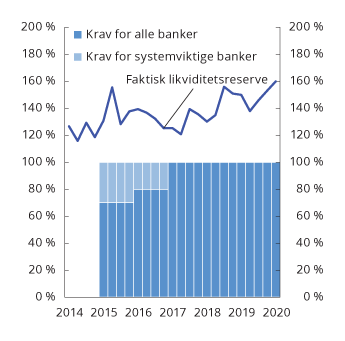 200 % 200 %
Krav for alle banker
180 % 180 %
Krav for systemviktige banker
160 % Faktisk likviditetsreserve 160 %
140 % 140 %
120 % 120 %
100 % 100 %
80 % 80 %
60 % 60 %
40 % 40 %
20 % 20 %
0 % 0 %
2014 2015 2016 2017 2018 2019 2020